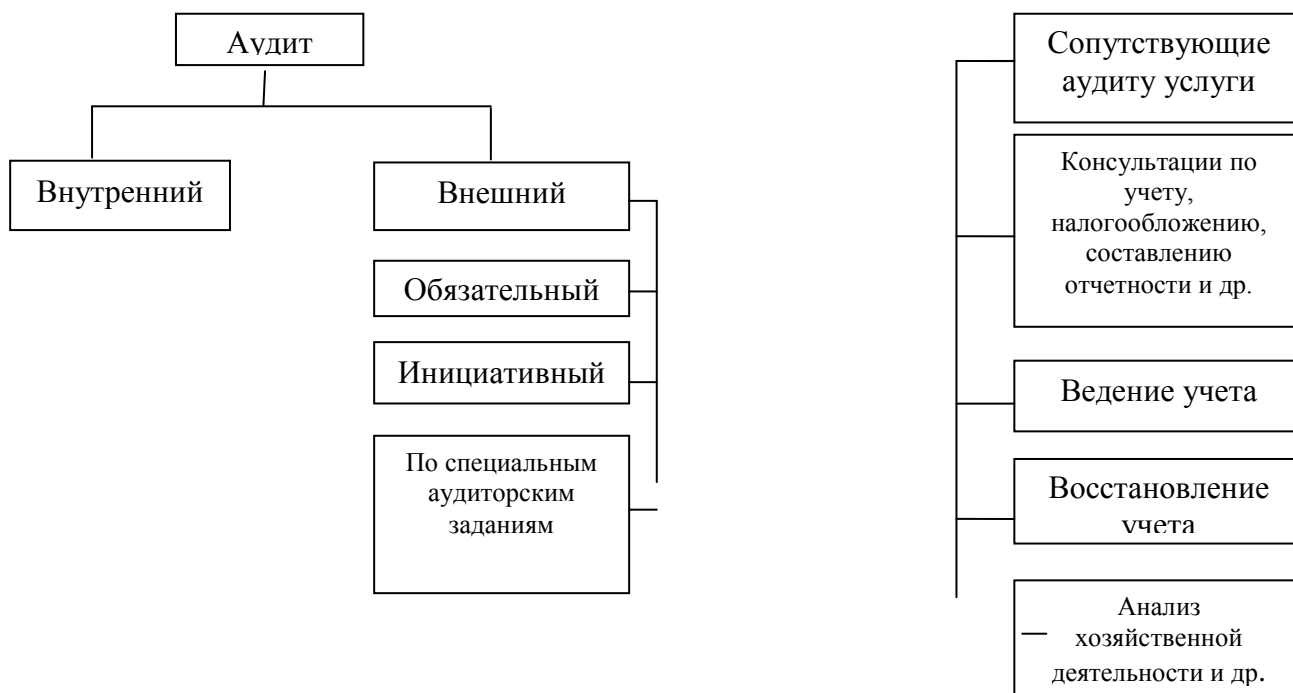 Аудит
Внутренний
Внешний
Обязательный
Инициативный
По специальным
аудиторским
заданиям
Сопутствующие
аудиту услуги
Консультации по
учету,
налогообложению,
составлению
отчетности и др.
Ведение учета
Восстановление
учета
Анализ
хозяйственной
деятельности и др.